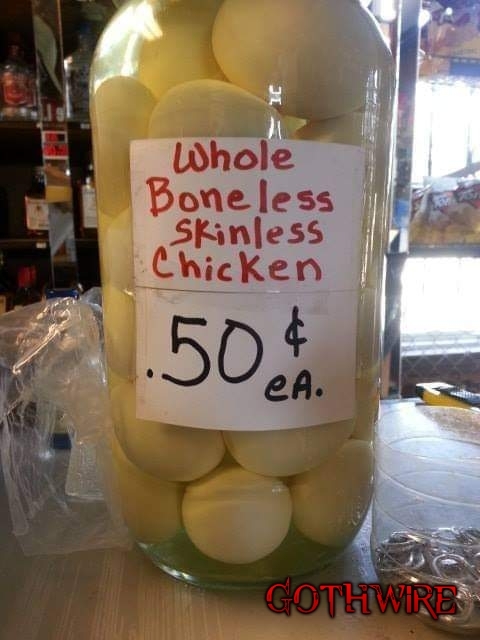 Whole
Boneless
Skinless
Chicken
.50¢
eA.
GOTHWIRE